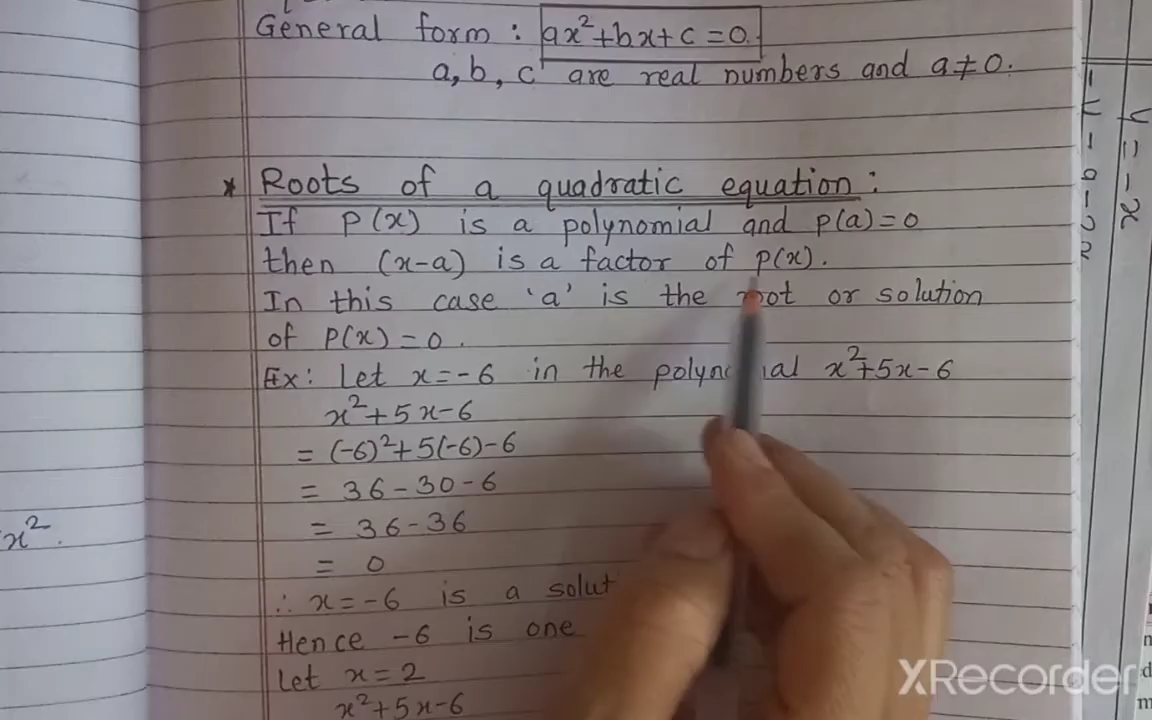 General form : ax²+bx+c=0.
a, b, c are real numbers and a≠0.
* Roots of a quadratic equation :
If P(x) is a polynomial and p(a)=0
then (x-a) is a factor of p(x).
In this case 'a' is the root or solution
of P(x)=0.
Ex: Let x=-6 in the polynomial x²+5x-6
x²+5x-6
= (-6)²+5(-6)-6
= 36-30-6
= 36-36
= 0
∴ x=-6 is a solut
Hence -6 is one
Let x=2
x²+5x-6
x².
y=-x
XRecorder